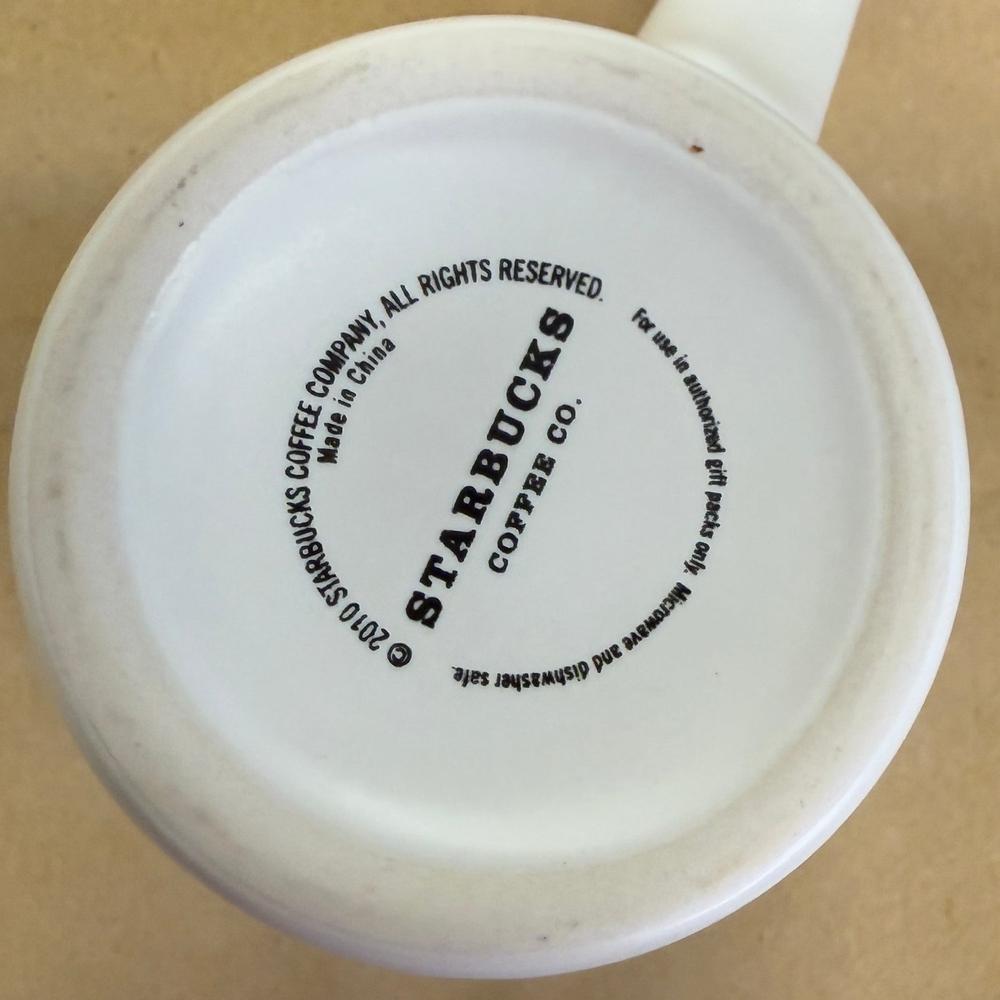 © 2010 STARBUCKS COFFEE COMPANY, ALL RIGHTS RESERVED.
Made in China
STARBUCKS
COFFEE CO.
For use in authorized gift packs only. Microwave and dishwasher safe.